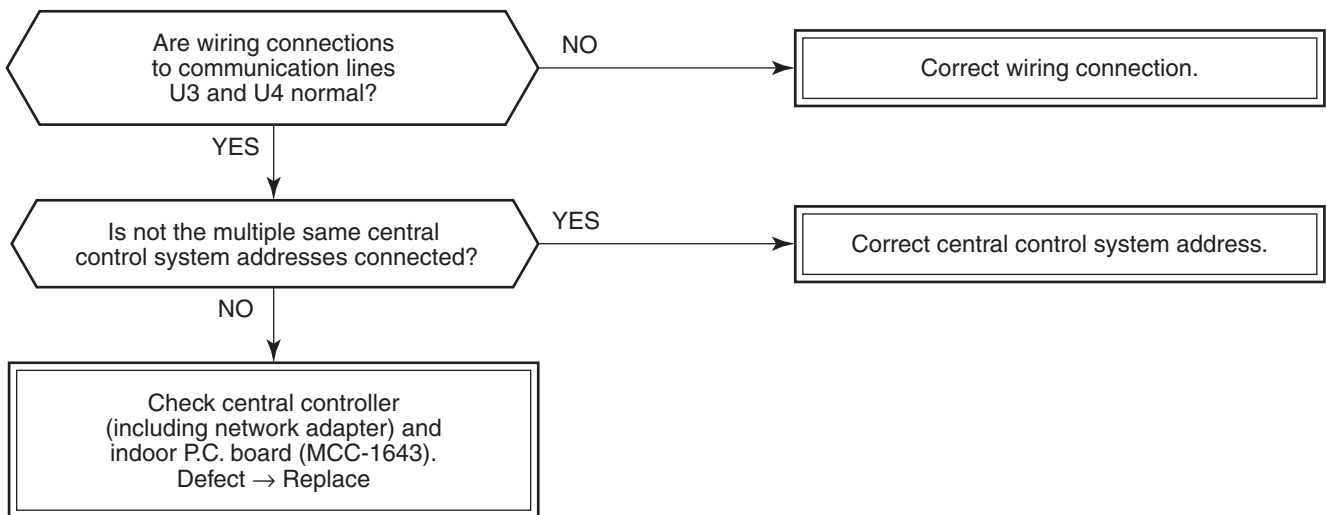 Are wiring connections
to communication lines
U3 and U4 normal?
NO
Correct wiring connection.
YES
Is not the multiple same central
control system addresses connected?
YES
Correct central control system address.
NO
Check central controller
(including network adapter) and
indoor P.C. board (MCC-1643).
Defect → Replace